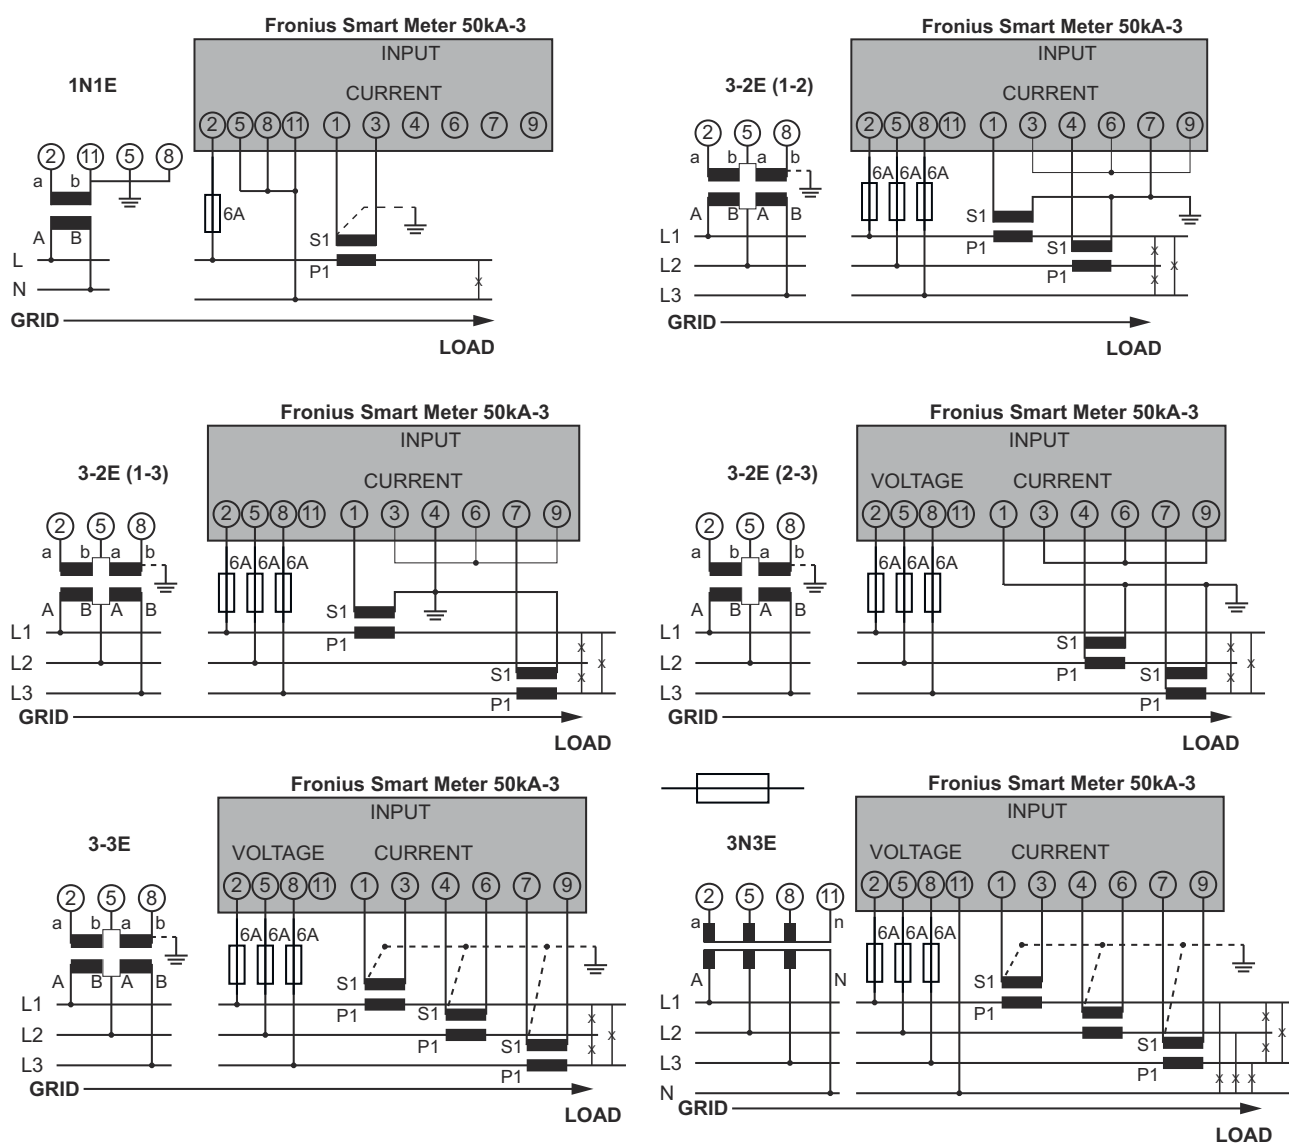 Fronius Smart Meter 50kA-3
INPUT
1N1E
CURRENT
2 5 8 11 1 3 4 6 7 9
2 11 5 8
a b
6A
A B
S1
L
P1
x
N
GRID
LOAD
Fronius Smart Meter 50kA-3
INPUT
3-2E (1-2)
CURRENT
2 5 8 11 1 3 4 6 7 9
2 5 8
a b a b
6A 6A 6A
A B A B
S1
L1
P1 S1
x
L2
P1
x
x
L3
GRID
LOAD
Fronius Smart Meter 50kA-3
INPUT
3-2E (1-3)
CURRENT
2 5 8 11 1 3 4 6 7 9
2 5 8
a b a b
6A 6A 6A
A B A B
S1
L1
P1
x
L2
x
S1
x
L3
P1
GRID
LOAD
Fronius Smart Meter 50kA-3
INPUT
3-2E (2-3)
VOLTAGE CURRENT
2 5 8 11 1 3 4 6 7 9
2 5 8
a b a b
6A 6A 6A
A B A B
L1
S1
x
L2
x
P1 S1
x
L3
P1
GRID
LOAD
Fronius Smart Meter 50kA-3
INPUT
3-3E
VOLTAGE CURRENT
2 5 8 11 1 3 4 6 7 9
2 5 8
a b a b
6A 6A 6A
A B A B
S1
L1
P1 S1
x
L2
x
P1 S1
x
L3
P1
GRID
LOAD
Fronius Smart Meter 50kA-3
INPUT
3N3E
VOLTAGE CURRENT
2 5 8 11 1 3 4 6 7 9
2 5 8 11
a n
6A 6A 6A
A N
S1
L1
P1
x
L2
x
S1
x
L3
P1
x x x
N
GRID
LOAD